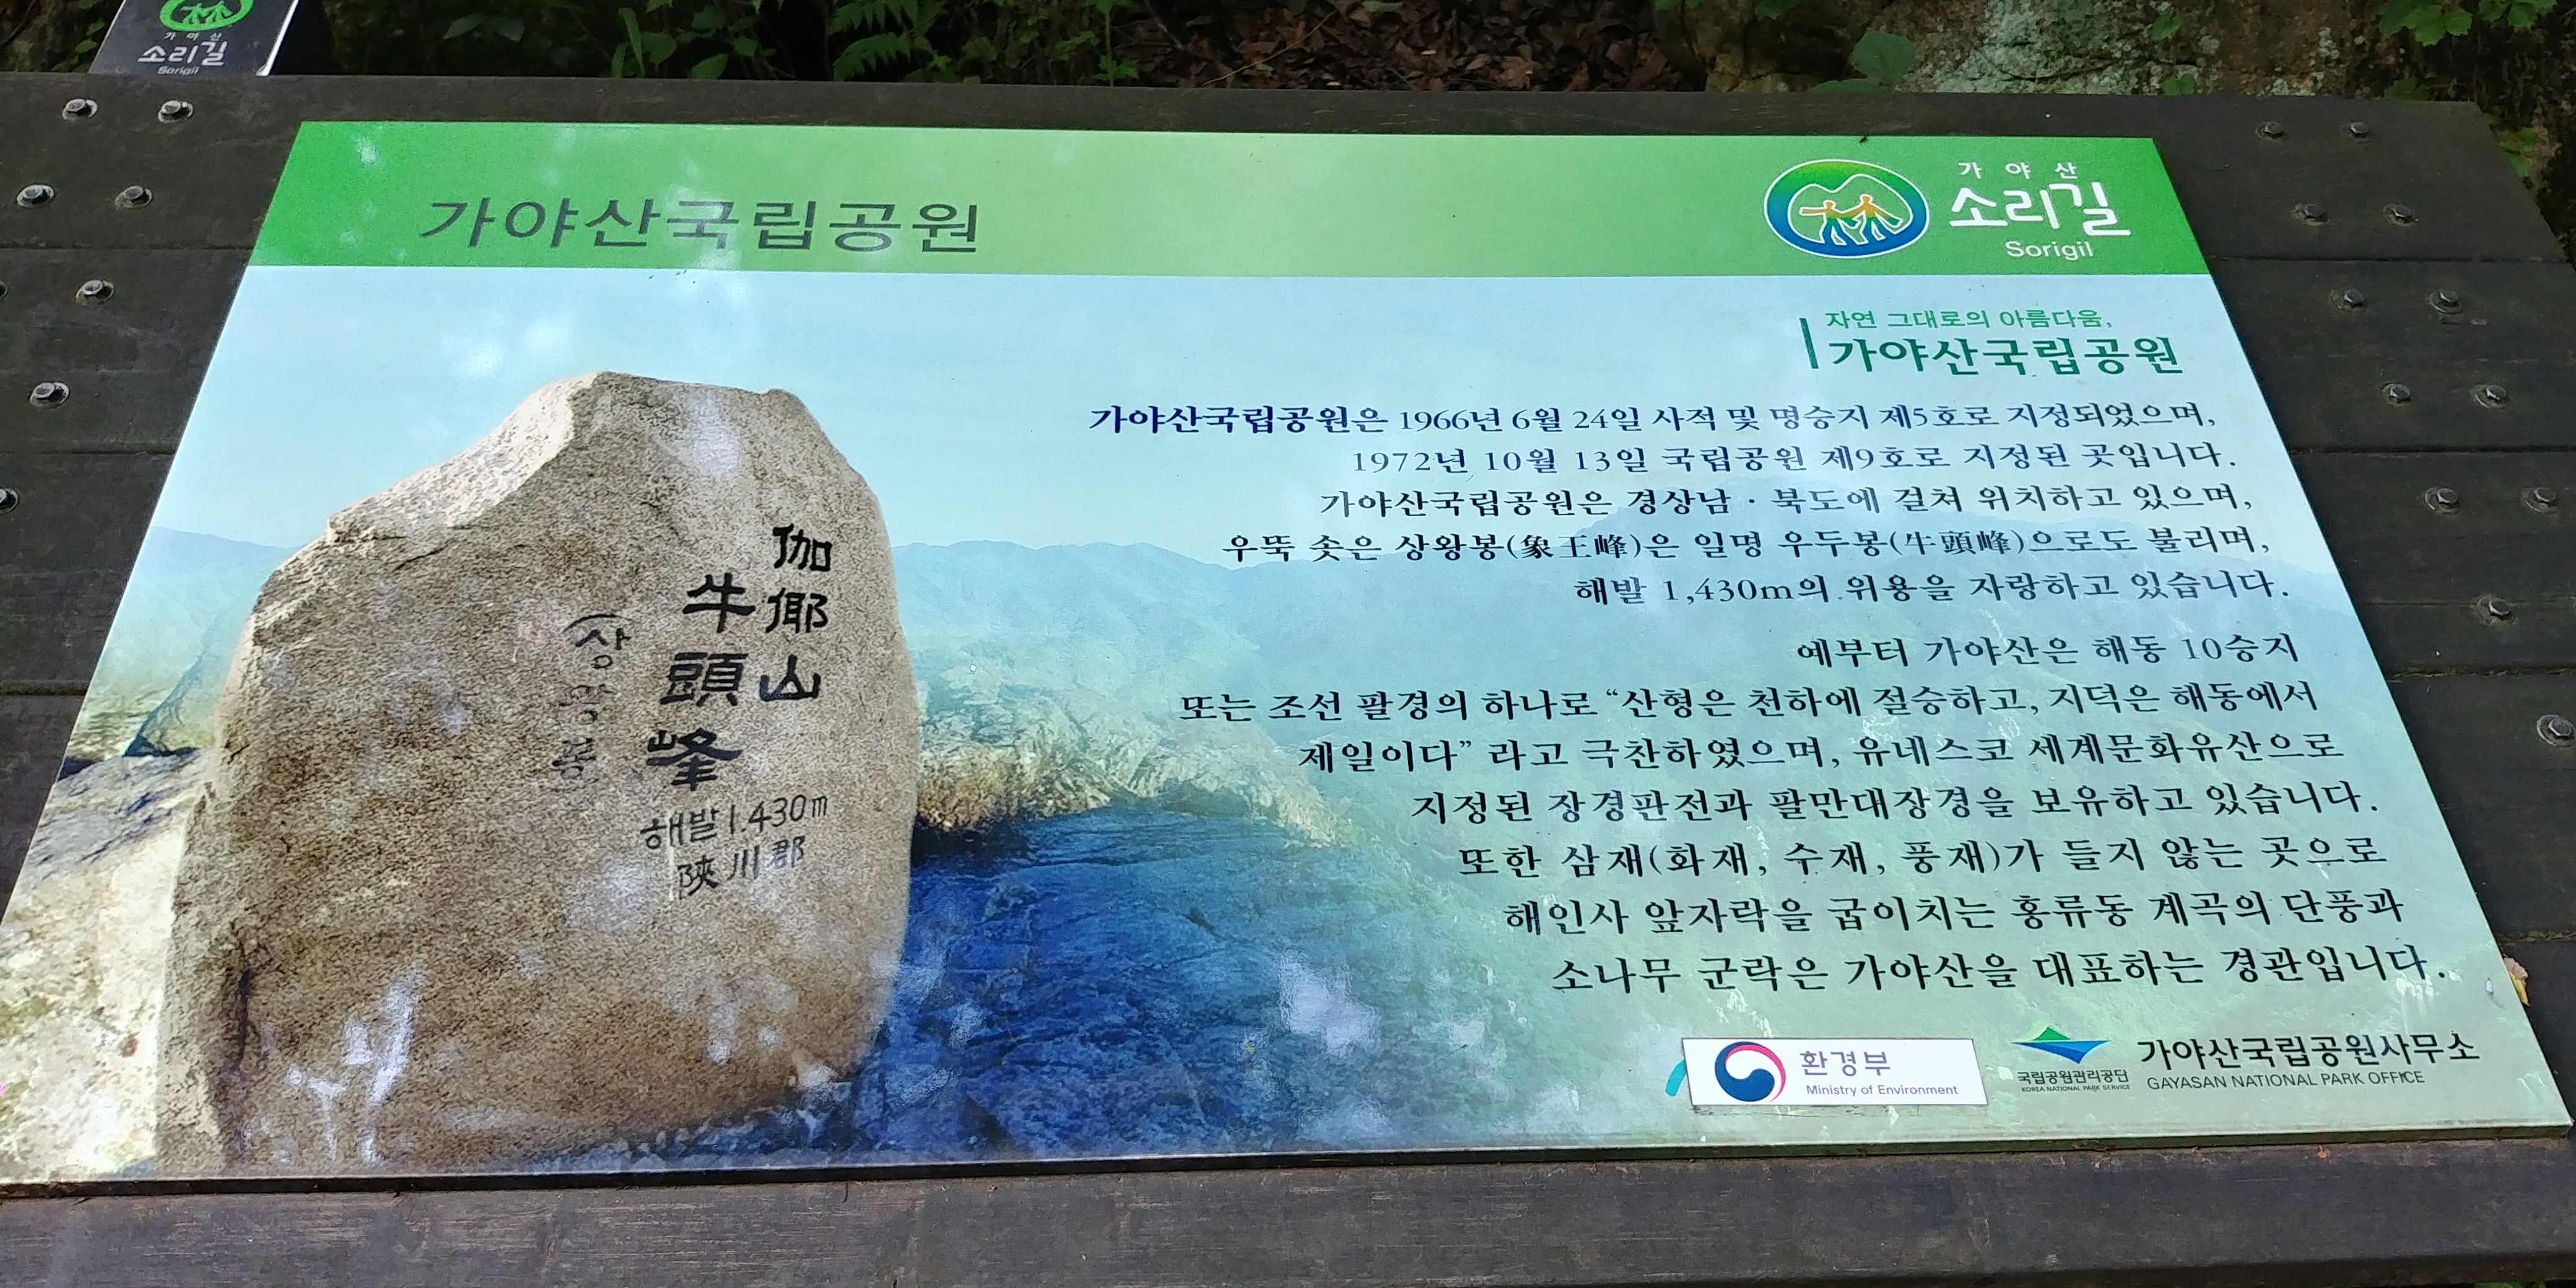 가야산
소리길
Sorigil
가야산국립공원
가야산
소리길
Sorigil
자연 그대로의 아름다움,
가야산국립공원
가야산국립공원은 1966년 6월 24일 사적 및 명승지 제5호로 지정되었으며,
1972년 10월 13일 국립공원 제9호로 지정된 곳입니다.
가야산국립공원은 경상남·북도에 걸쳐 위치하고 있으며,
우뚝 솟은 상왕봉(象王峰)은 일명 우두봉(牛頭峰)으로도 불리며,
해발 1,430m의 위용을 자랑하고 있습니다.
예부터 가야산은 해동 10승지
또는 조선 팔경의 하나로 “산형은 천하에 절승하고, 지덕은 해동에서
제일이다” 라고 극찬하였으며, 유네스코 세계문화유산으로
지정된 장경판전과 팔만대장경을 보유하고 있습니다.
또한 삼재(화재, 수재, 풍재)가 들지 않는 곳으로
해인사 앞자락을 굽이치는 홍류동 계곡의 단풍과
소나무 군락은 가야산을 대표하는 경관입니다.
伽倻山
牛頭峰
(상왕봉
해발 1.430m
陜川郡
환경부
Ministry of Environment
국립공원관리공단
KOREA NATIONAL PARK SERVICE
가야산국립공원사무소
GAYASAN NATIONAL PARK OFFICE